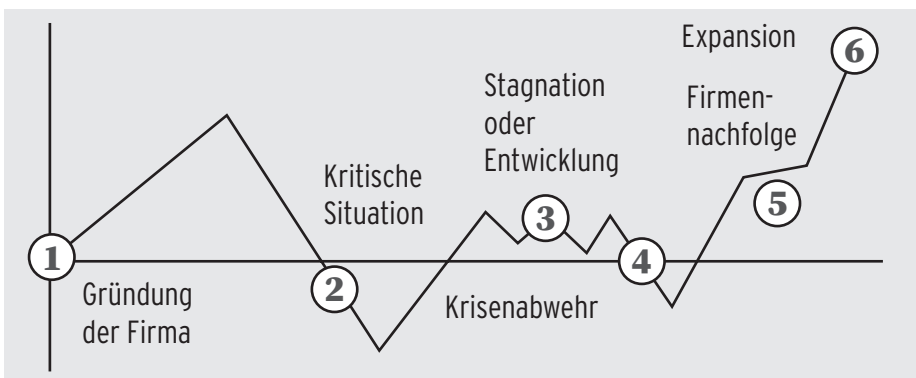 1
Gründung
der Firma
2
Kritische
Situation
3
Stagnation
oder
Entwicklung
4
Krisenabwehr
5
Firmen-
nachfolge
6
Expansion